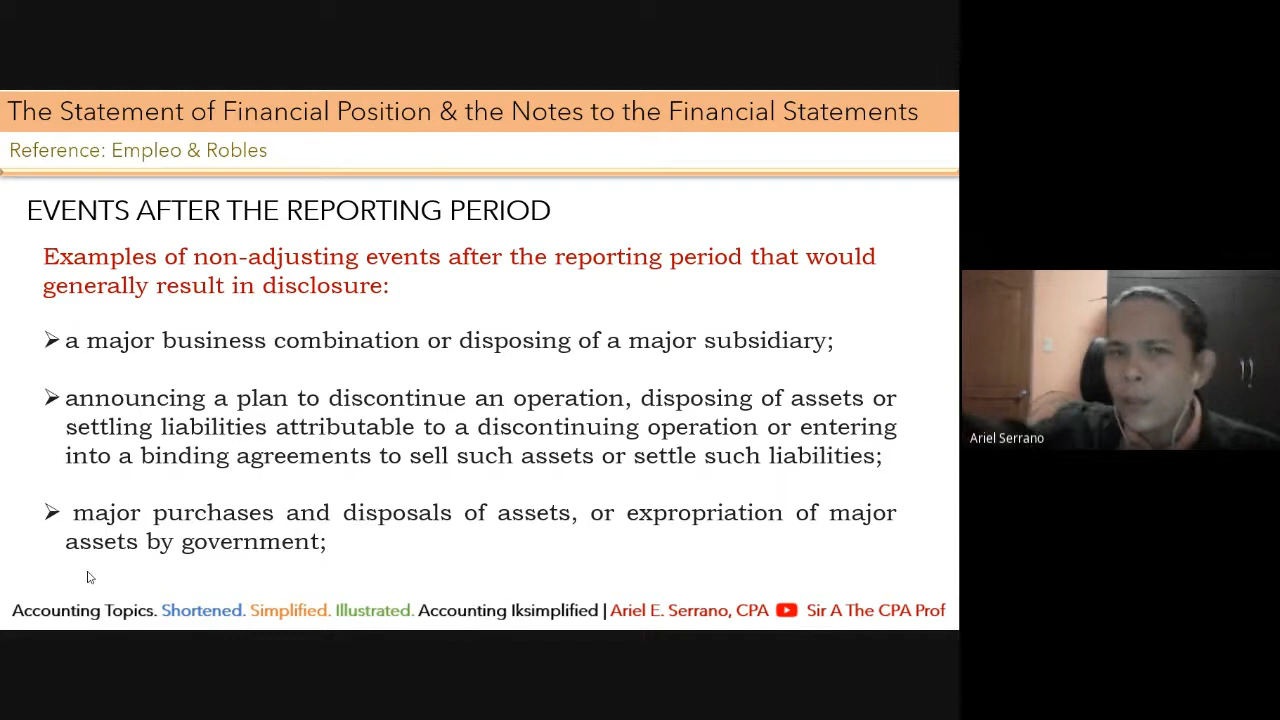 The Statement of Financial Position & the Notes to the Financial Statements
Reference: Empleo & Robles
EVENTS AFTER THE REPORTING PERIOD
Examples of non-adjusting events after the reporting period that would
generally result in disclosure:
➢ a major business combination or disposing of a major subsidiary;
➢ announcing a plan to discontinue an operation, disposing of assets or
settling liabilities attributable to a discontinuing operation or entering
into a binding agreements to sell such assets or settle such liabilities;
➢ major purchases and disposals of assets, or expropriation of major
assets by government;
Accounting Topics. Shortened. Simplified. Illustrated. Accounting Iksimplified | Ariel E. Serrano, CPA Sir A The CPA Prof
Ariel Serrano